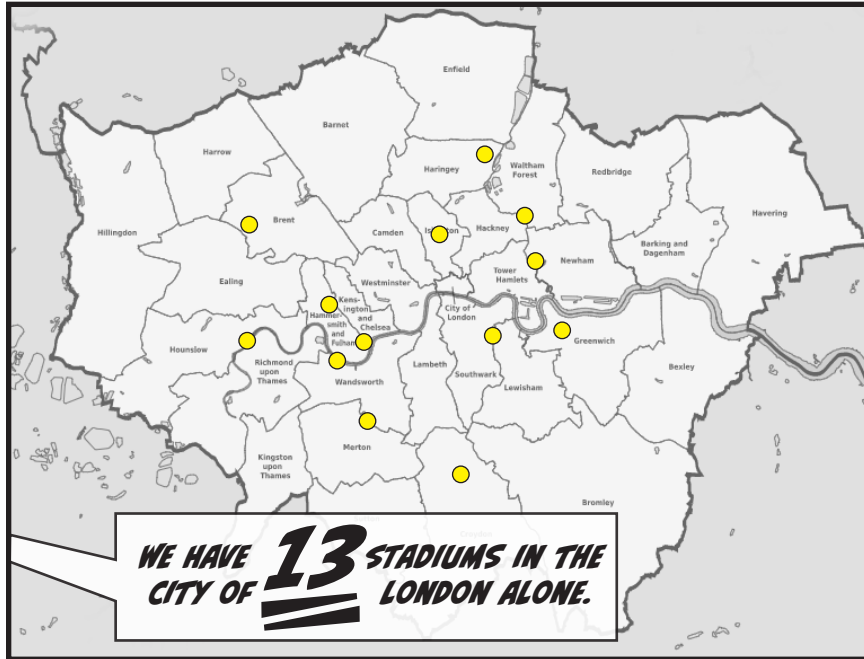 Enfield
Barnet
Harrow
Haringey
Waltham
Forest
Redbridge
Havering
Hillingdon
Brent
Camden
Hackney
Barking and
Dagenham
Ealing
Westminster
Tower
Hamlets
Newham
Kens-
ington
and
Chelsea
Hammer-
smith
and
Fulham
City of
London
Hounslow
Richmond
upon
Thames
Wandsworth
Lambeth
Southwark
Lewisham
Greenwich
Bexley
Merton
Kingston
upon
Thames
Bromley
Croydon
WE HAVE 13 STADIUMS IN THE
CITY OF LONDON ALONE.